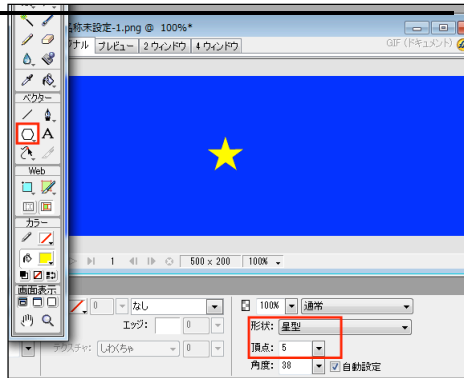 称未設定-1.png @ 100%*
ナル プレビュー 2 ウィンドウ 4 ウィンドウ
GIF (ドキュメント)
ベクター
A
Web
カラー
画面表示
1 500 x 200 100%
0 なし
100% 通常
エッジ: 0
形状: 星型
テクスチャ: しわくちゃ 0
頂点: 5
角度: 38 自動設定